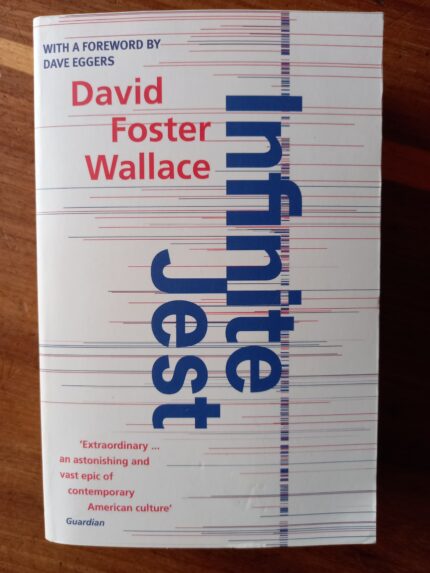 WITH A FOREWORD BY
DAVE EGGERS
David
Foster
Wallace
Infinite
Jest
'Extraordinary ...
an astonishing and
vast epic of
contemporary
American culture'
Guardian